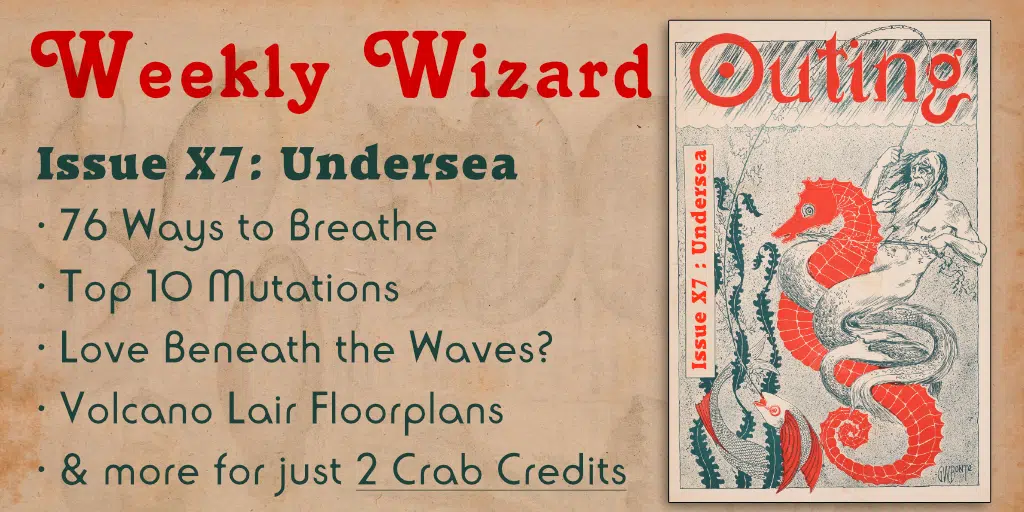 Weekly Wizard Outing
Issue X7: Undersea
· 76 Ways to Breathe
· Top 10 Mutations
· Love Beneath the Waves?
· Volcano Lair Floorplans
· & more for just 2 Crab Credits
Issue X7 : Undersea